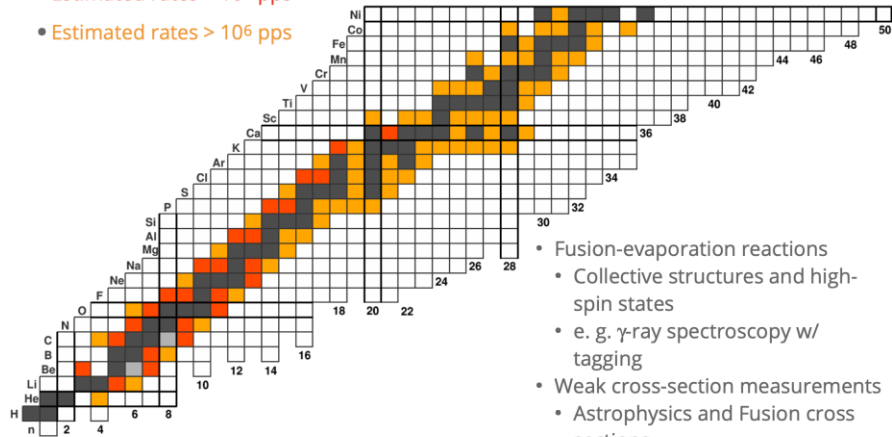 • Estimated rates > 10⁶ pps
Ni
Co
Fe
Mn
Cr
V
Ti
Sc
Ca
K
Ar
Cl
S
P
Si
Al
Mg
Na
Ne
F
O
N
C
B
Be
Li
He
H
n
2
4
6
8
10
12
14
16
18
20
22
24
26
28
30
32
34
36
38
40
42
44
46
48
50
• Fusion-evaporation reactions
• Collective structures and high-
spin states
• e. g. γ-ray spectroscopy w/
tagging
• Weak cross-section measurements
• Astrophysics and Fusion cross